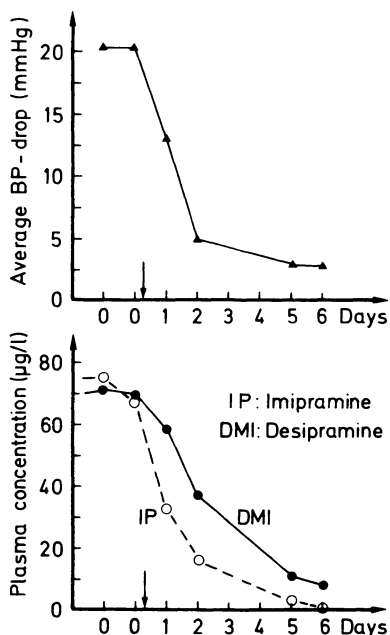 Average BP-drop (mmHg)
20
15
10
5
0
0 0 1 2 3 4 5 6 Days
Plasma concentration (µg/l)
80
60
40
20
0
IP: Imipramine
DMI: Desipramine
IP
DMI
0 0 1 2 3 4 5 6 Days